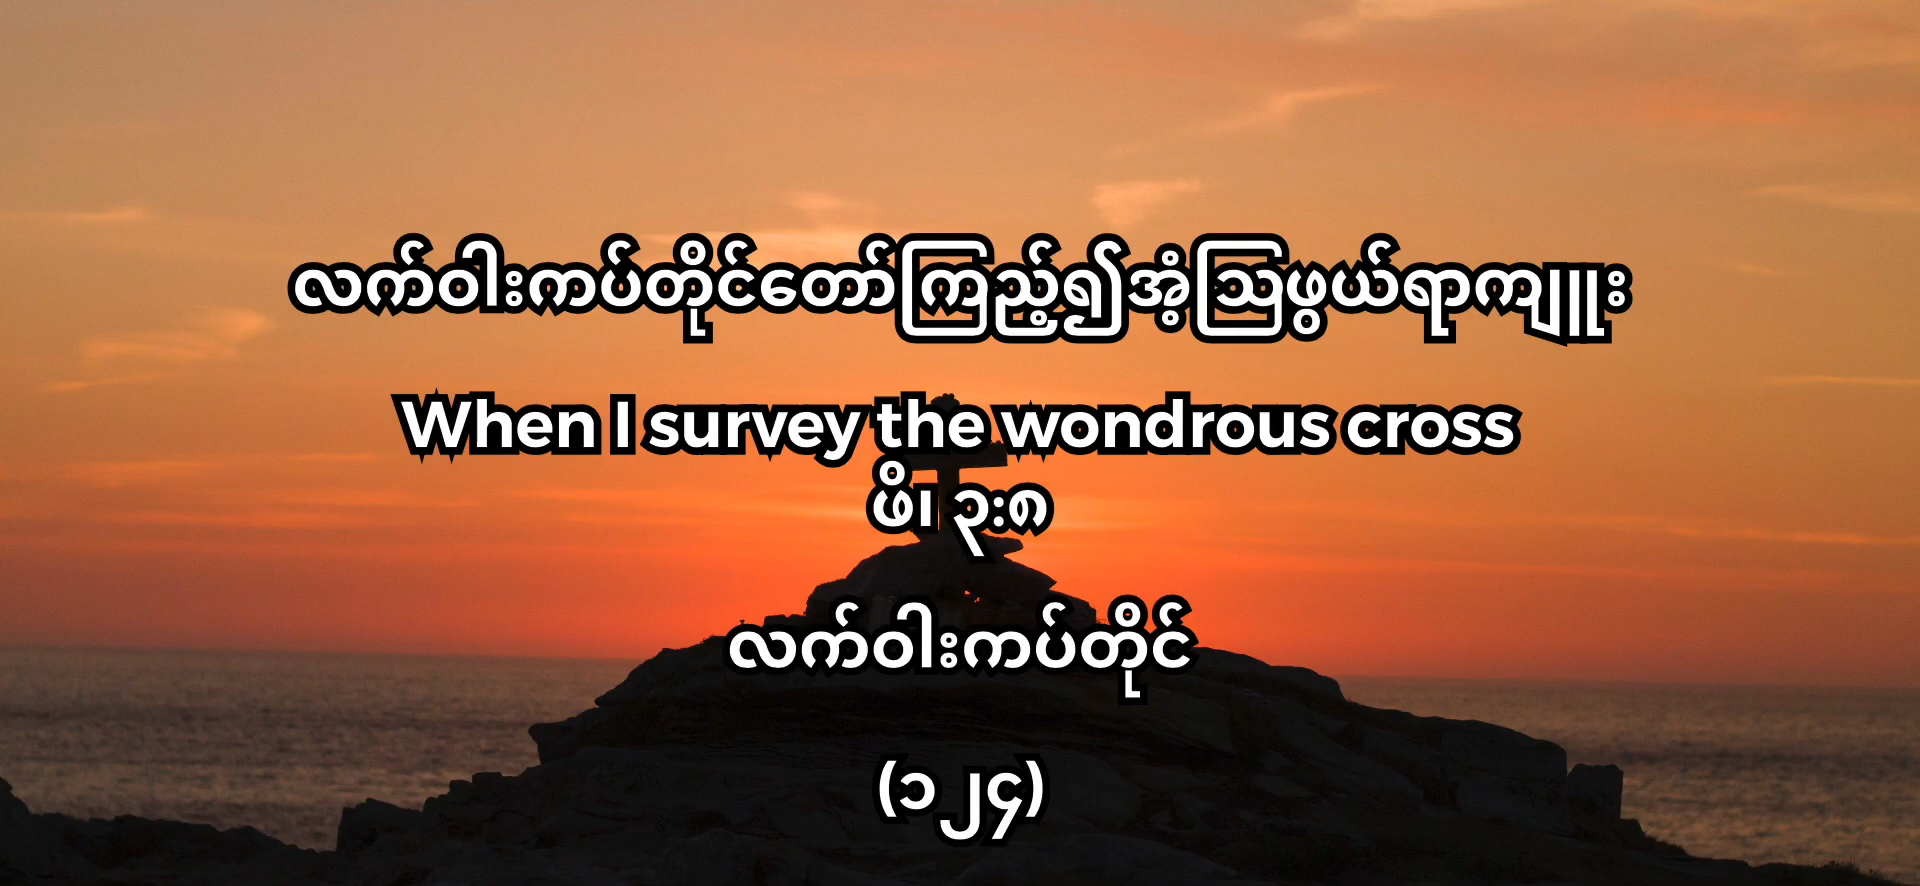 လက်ဝါးကပ်တိုင်တော်ကြည့်၍အံ့ဩဖွယ်ရာကျူး
When I survey the wondrous cross
ဖိ၊ ၃:၈
လက်ဝါးကပ်တိုင်
(၁၂၄)